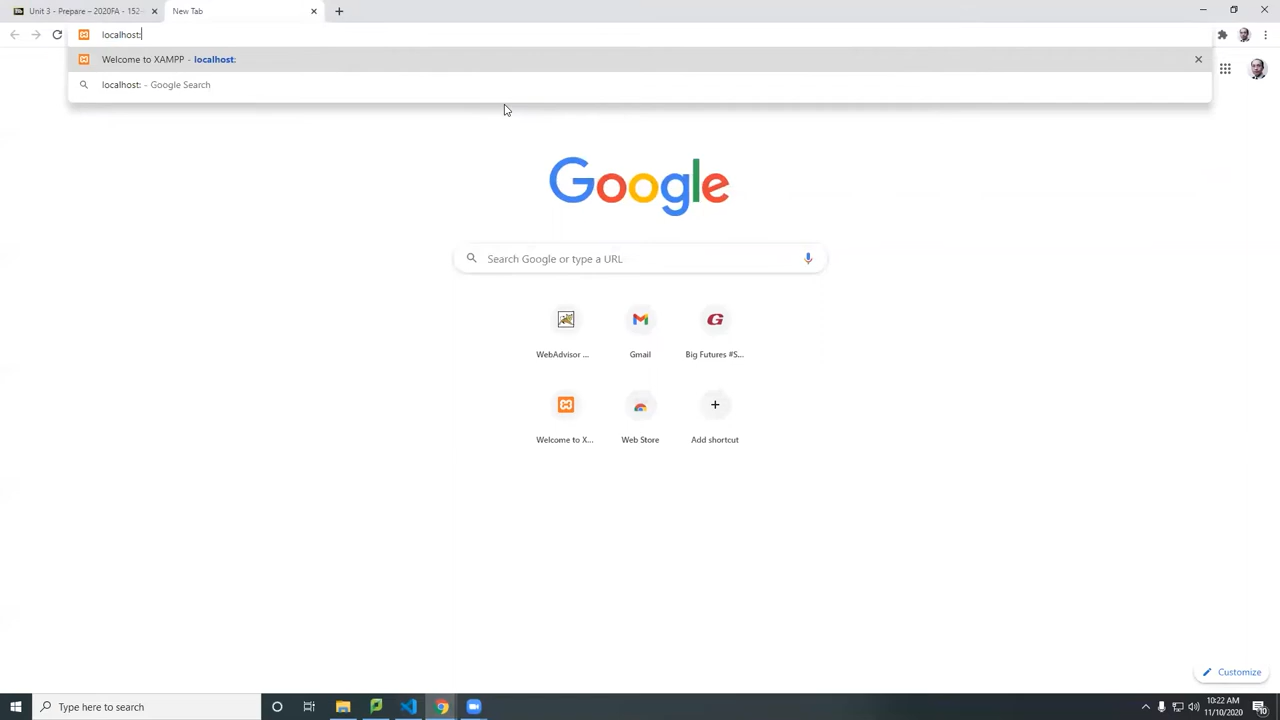 Unit 3 - Prepare – 2020FA - 152-
New Tab
localhost:
Welcome to XAMPP - localhost:
localhost: - Google Search
Google
Search Google or type a URL
WebAdvisor ...
Gmail
Big Futures #S...
Welcome to X...
Web Store
Add shortcut
Customize
Type here to search
10:22 AM
11/10/2020
10